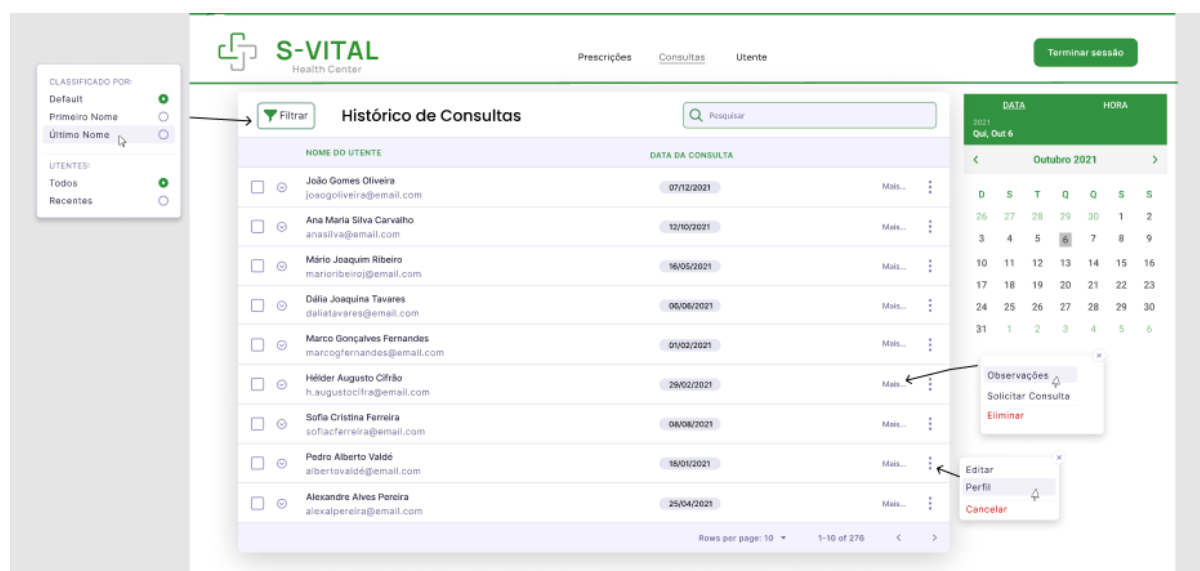 S-VITAL
Health Center
Prescrições
Consultas
Utente
Terminar sessão
CLASSIFICADO POR:
Default
Primeiro Nome
Último Nome
UTENTES:
Todos
Recentes
Filtrar
Histórico de Consultas
Pesquisar
NOME DO UTENTE
DATA DA CONSULTA
João Gomes Oliveira
joaogoliveira@email.com
07/12/2021
Mais...
Ana Maria Silva Carvalho
anasilva@email.com
12/10/2021
Mais...
Mário Joaquim Ribeiro
marioribeiroj@email.com
16/05/2021
Mais...
Dália Joaquina Tavares
daliatavares@email.com
06/06/2021
Mais...
Marco Gonçalves Fernandes
marcogfernandes@email.com
01/02/2021
Mais...
Hélder Augusto Cifrão
h.augustocifra@email.com
29/02/2021
Mais...
Sofia Cristina Ferreira
sofiacferreira@email.com
08/08/2021
Mais...
Pedro Alberto Valdé
albertovaldé@email.com
18/01/2021
Mais...
Alexandre Alves Pereira
alexalpereira@email.com
25/04/2021
Mais...
Rows per page: 10
1-10 of 276
DATA
HORA
2021
Qui, Out 6
Outubro 2021
D S T Q Q S S
26 27 28 29 30 1 2
3 4 5 6 7 8 9
10 11 12 13 14 15 16
17 18 19 20 21 22 23
24 25 26 27 28 29 30
31 1 2 3 4 5 6
Observações
Solicitar Consulta
Eliminar
Editar
Perfil
Cancelar